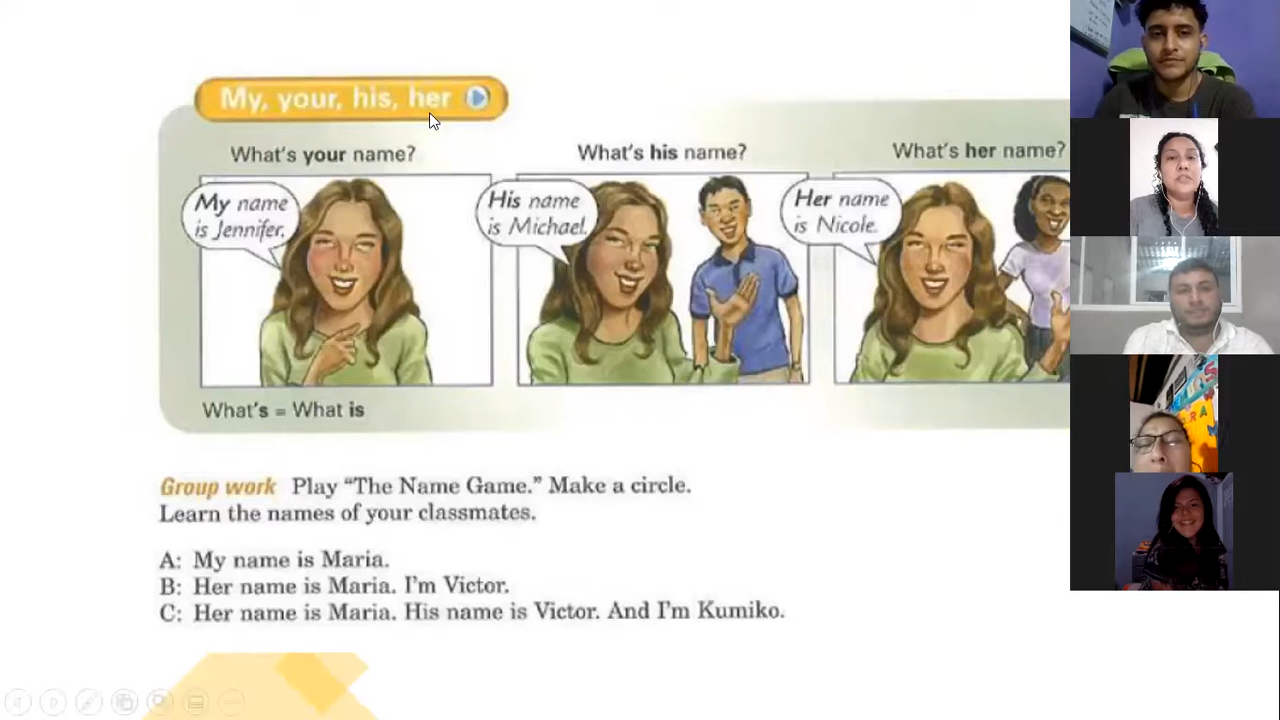 My, your, his, her
What's your name?
What's his name?
What's her name?
My name
is Jennifer.
His name
is Michael.
Her name
is Nicole.
What's = What is
Group work Play “The Name Game.” Make a circle.
Learn the names of your classmates.
A: My name is Maria.
B: Her name is Maria. I'm Victor.
C: Her name is Maria. His name is Victor. And I'm Kumiko.